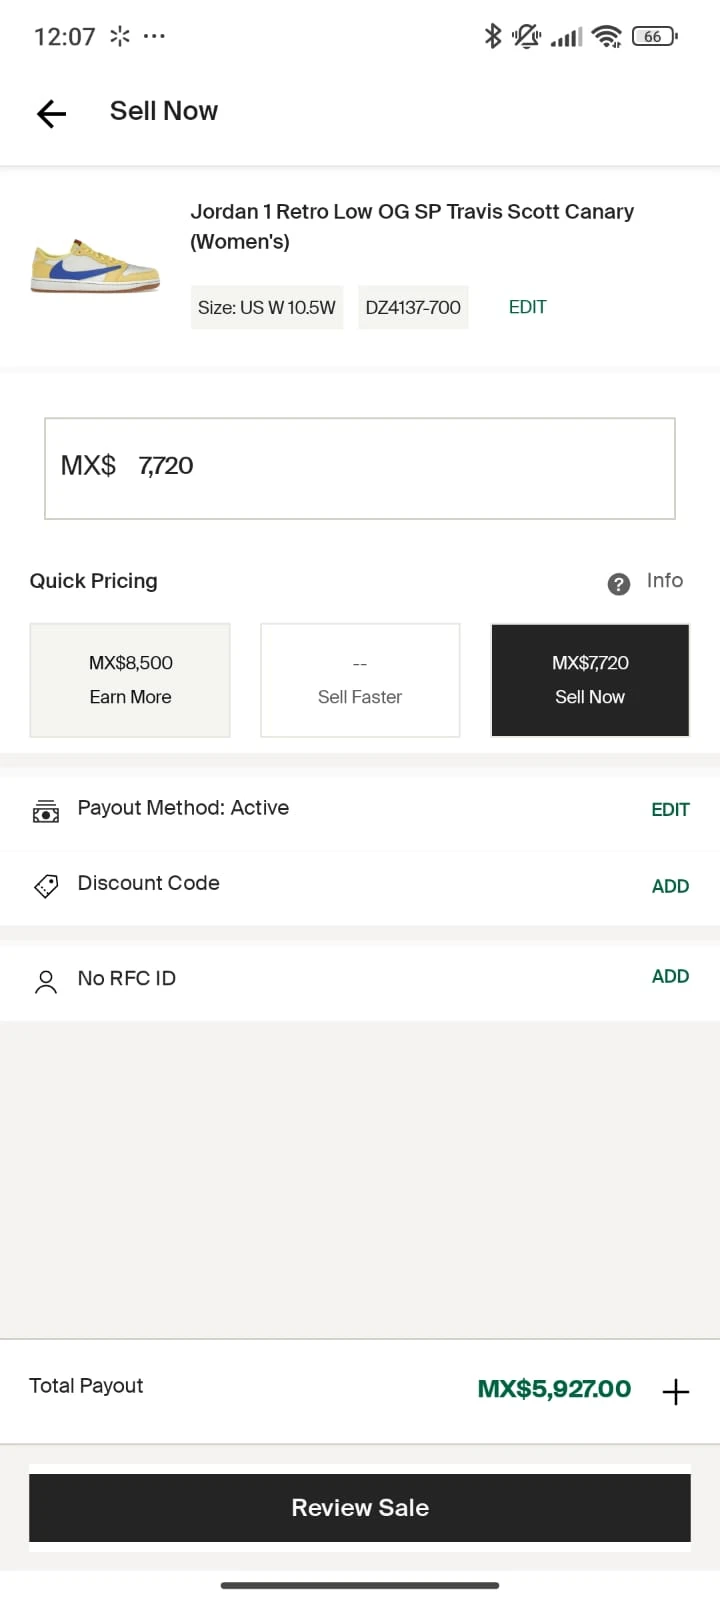 12:07
66
Sell Now
Jordan 1 Retro Low OG SP Travis Scott Canary
(Women's)
Size: US W 10.5W DZ4137-700 EDIT
MX$ 7,720
Quick Pricing ? Info
MX$8,500 -- MX$7,720
Earn More Sell Faster Sell Now
Payout Method: Active EDIT
Discount Code ADD
No RFC ID ADD
Total Payout MX$5,927.00 +
Review Sale